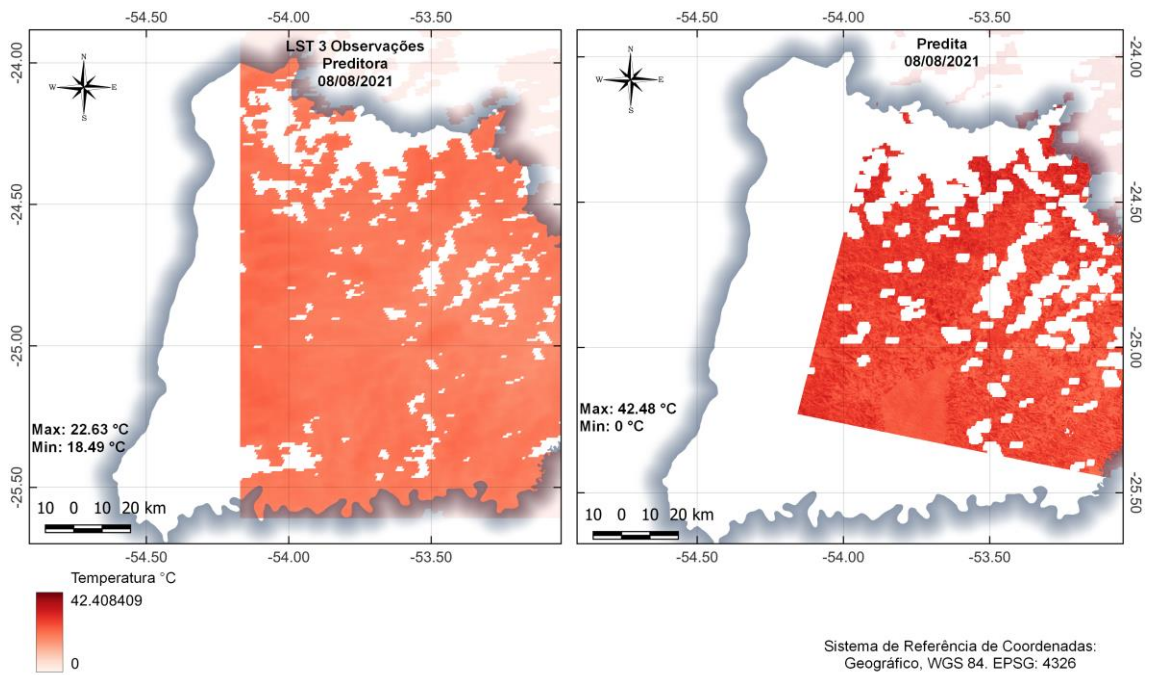 -54.50 -54.00 -53.50
-54.50 -54.00 -53.50
LST 3 Observações
Preditora
08/08/2021
Predita
08/08/2021
N
W E
S
N
W E
S
-24.00
-24.50
-25.00
-25.50
-24.00
-24.50
-25.00
-25.50
Max: 22.63 °C
Min: 18.49 °C
Max: 42.48 °C
Min: 0 °C
10 0 10 20 km
10 0 10 20 km
-54.50 -54.00 -53.50
-54.50 -54.00 -53.50
Temperatura °C
42.408409
0
Sistema de Referência de Coordenadas:
Geográfico, WGS 84. EPSG: 4326